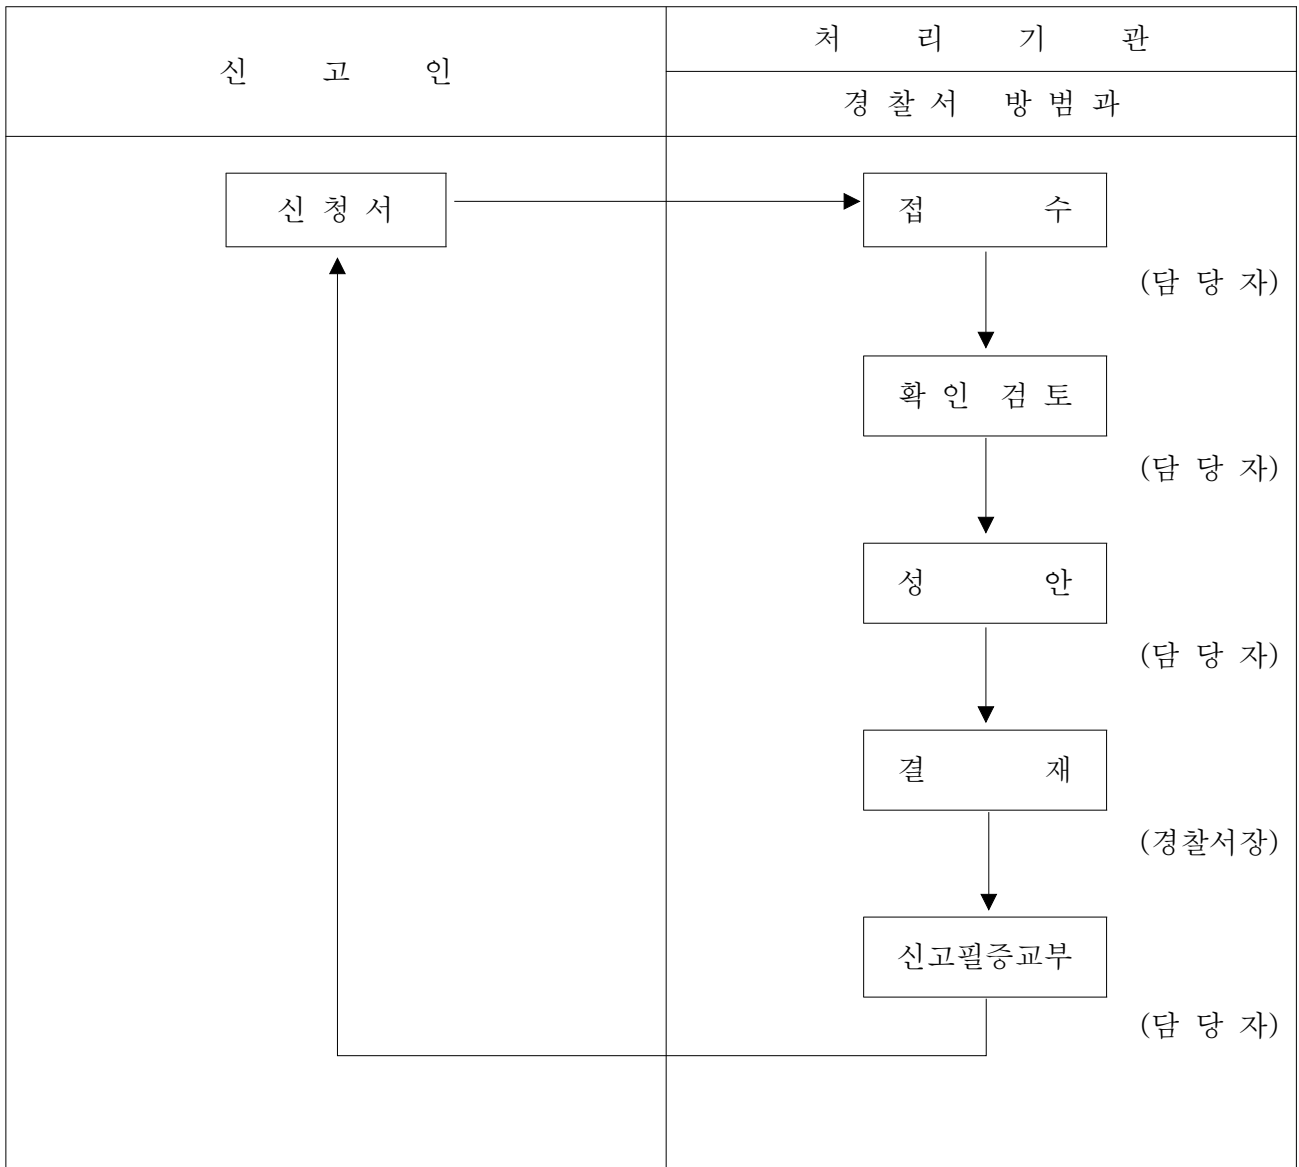 신 고 인
처 리 기 관
경 찰 서 방 범 과
신 청 서
접 수
(담 당 자)
확 인 검 토
(담 당 자)
성 안
(담 당 자)
결 재
(경찰서장)
신고필증교부
(담 당 자)